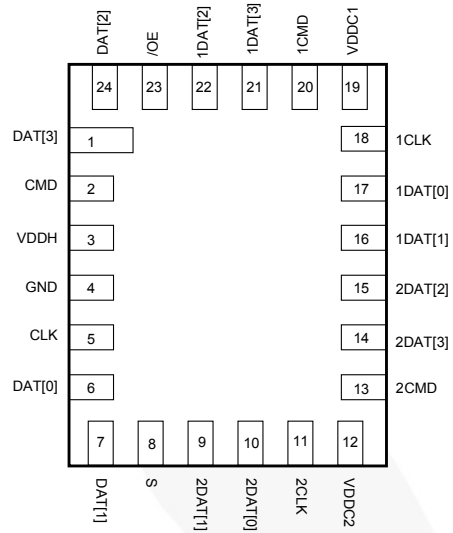 DAT[2] /OE 1DAT[2] 1DAT[3] 1CMD VDDC1
24 23 22 21 20 19
DAT[3] 1 18 1CLK
CMD 2 17 1DAT[0]
VDDH 3 16 1DAT[1]
GND 4 15 2DAT[2]
CLK 5 14 2DAT[3]
DAT[0] 6 13 2CMD
7 8 9 10 11 12
DAT[1] S 2DAT[1] 2DAT[0] 2CLK VDDC2